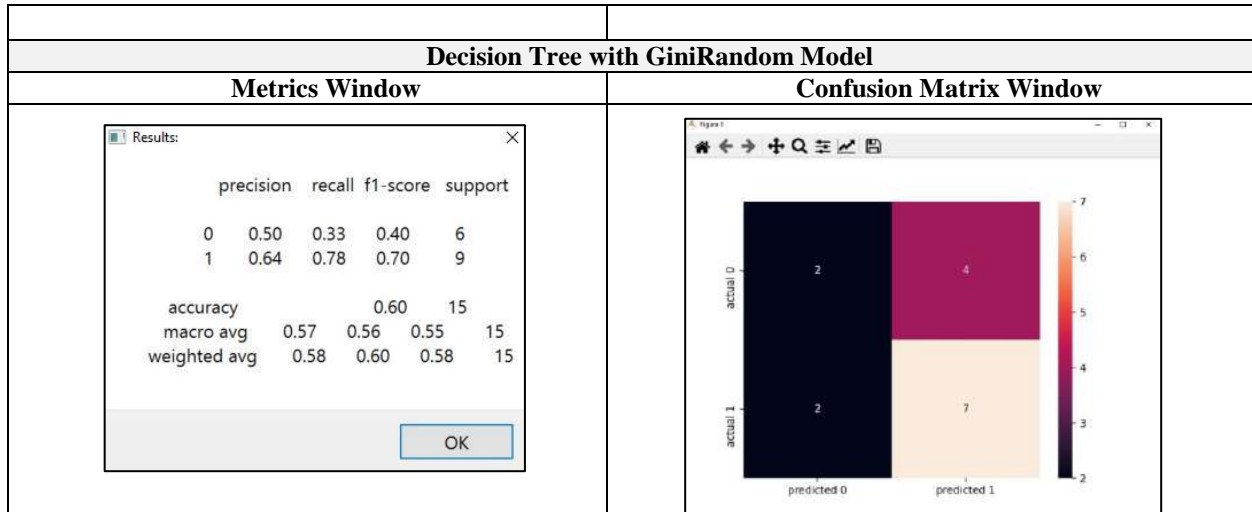 Decision Tree with GiniRandom Model
Metrics Window
Confusion Matrix Window
Results:
precision recall f1-score support
0 0.50 0.33 0.40 6
1 0.64 0.78 0.70 9
accuracy 0.60 15
macro avg 0.57 0.56 0.55 15
weighted avg 0.58 0.60 0.58 15
OK
Figure 1
actual 0
2 4
actual 1
2 7
predicted 0 predicted 1
7
6
5
4
3
2